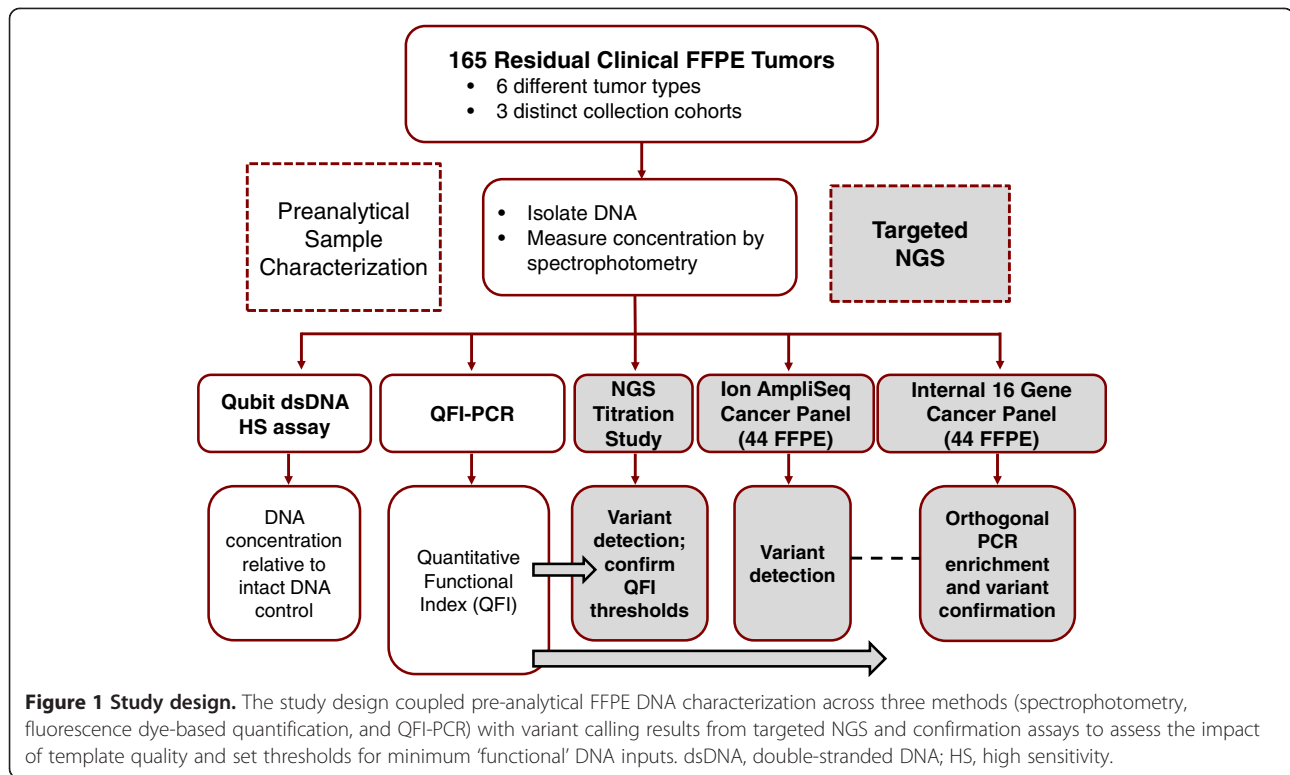 165 Residual Clinical FFPE Tumors
• 6 different tumor types
• 3 distinct collection cohorts
Preanalytical
Sample
Characterization
• Isolate DNA
• Measure concentration by
spectrophotometry
Targeted
NGS
Qubit dsDNA
HS assay
QFI-PCR
NGS
Titration
Study
Ion AmpliSeq
Cancer Panel
(44 FFPE)
Internal 16 Gene
Cancer Panel
(44 FFPE)
DNA
concentration
relative to
intact DNA
control
Quantitative
Functional
Index (QFI)
Variant
detection;
confirm
QFI
thresholds
Variant
detection
Orthogonal
PCR
enrichment
and variant
confirmation
Figure 1 Study design. The study design coupled pre-analytical FFPE DNA characterization across three methods (spectrophotometry,
fluorescence dye-based quantification, and QFI-PCR) with variant calling results from targeted NGS and confirmation assays to assess the impact
of template quality and set thresholds for minimum ‘functional’ DNA inputs. dsDNA, double-stranded DNA; HS, high sensitivity.